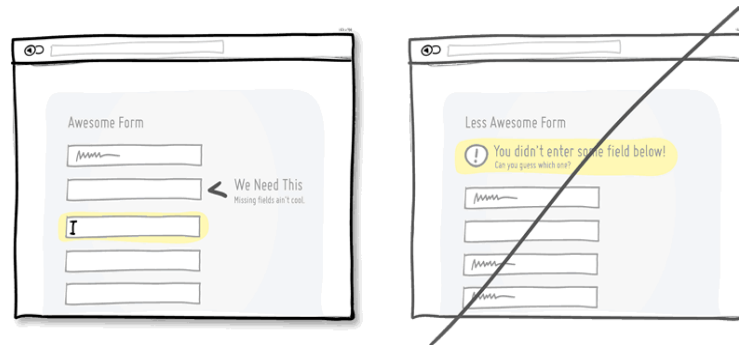 Awesome Form
We Need This
Missing fields ain't cool.
Less Awesome Form
You didn't enter some field below!
Can you guess which one?